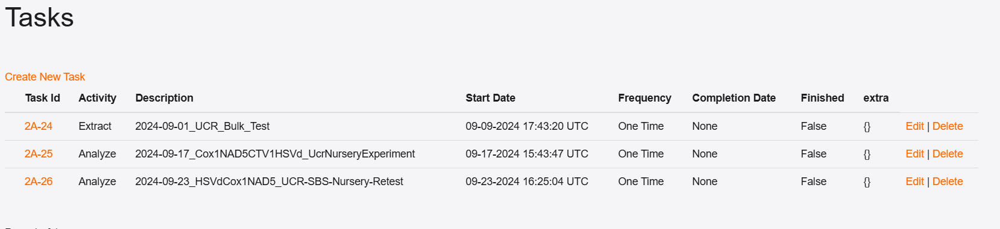 Tasks
Create New Task
Task Id Activity Description Start Date Frequency Completion Date Finished extra
2A-24 Extract 2024-09-01_UCR_Bulk_Test 09-09-2024 17:43:20 UTC One Time None False {} Edit | Delete
2A-25 Analyze 2024-09-17_Cox1NAD5CTV1HSVd_UcrNurseryExperiment 09-17-2024 15:43:47 UTC One Time None False {} Edit | Delete
2A-26 Analyze 2024-09-23_HSVdCox1NAD5_UCR-SBS-Nursery-Retest 09-23-2024 16:25:04 UTC One Time None False {} Edit | Delete